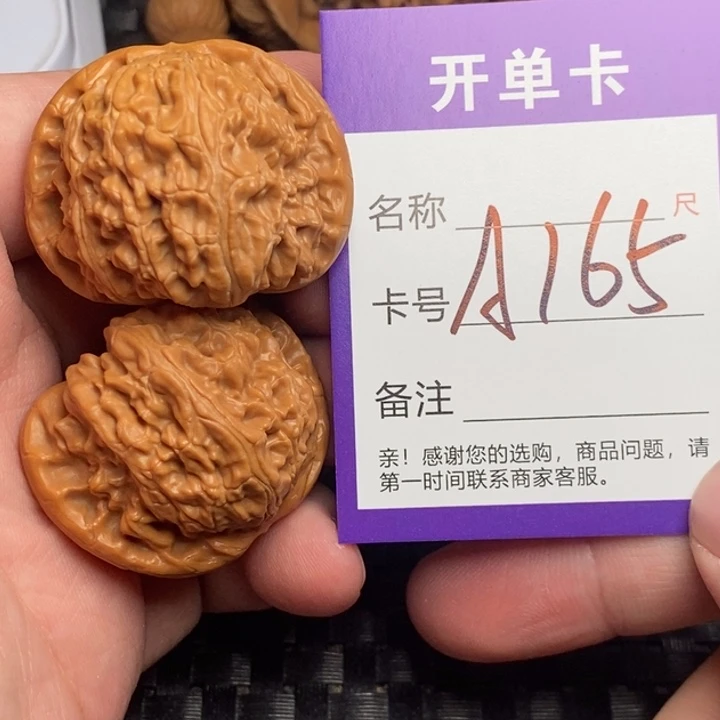 开单卡
名称 尺
卡号 A165
备注
亲！感谢您的选购，商品问题，请
第一时间联系商家客服。